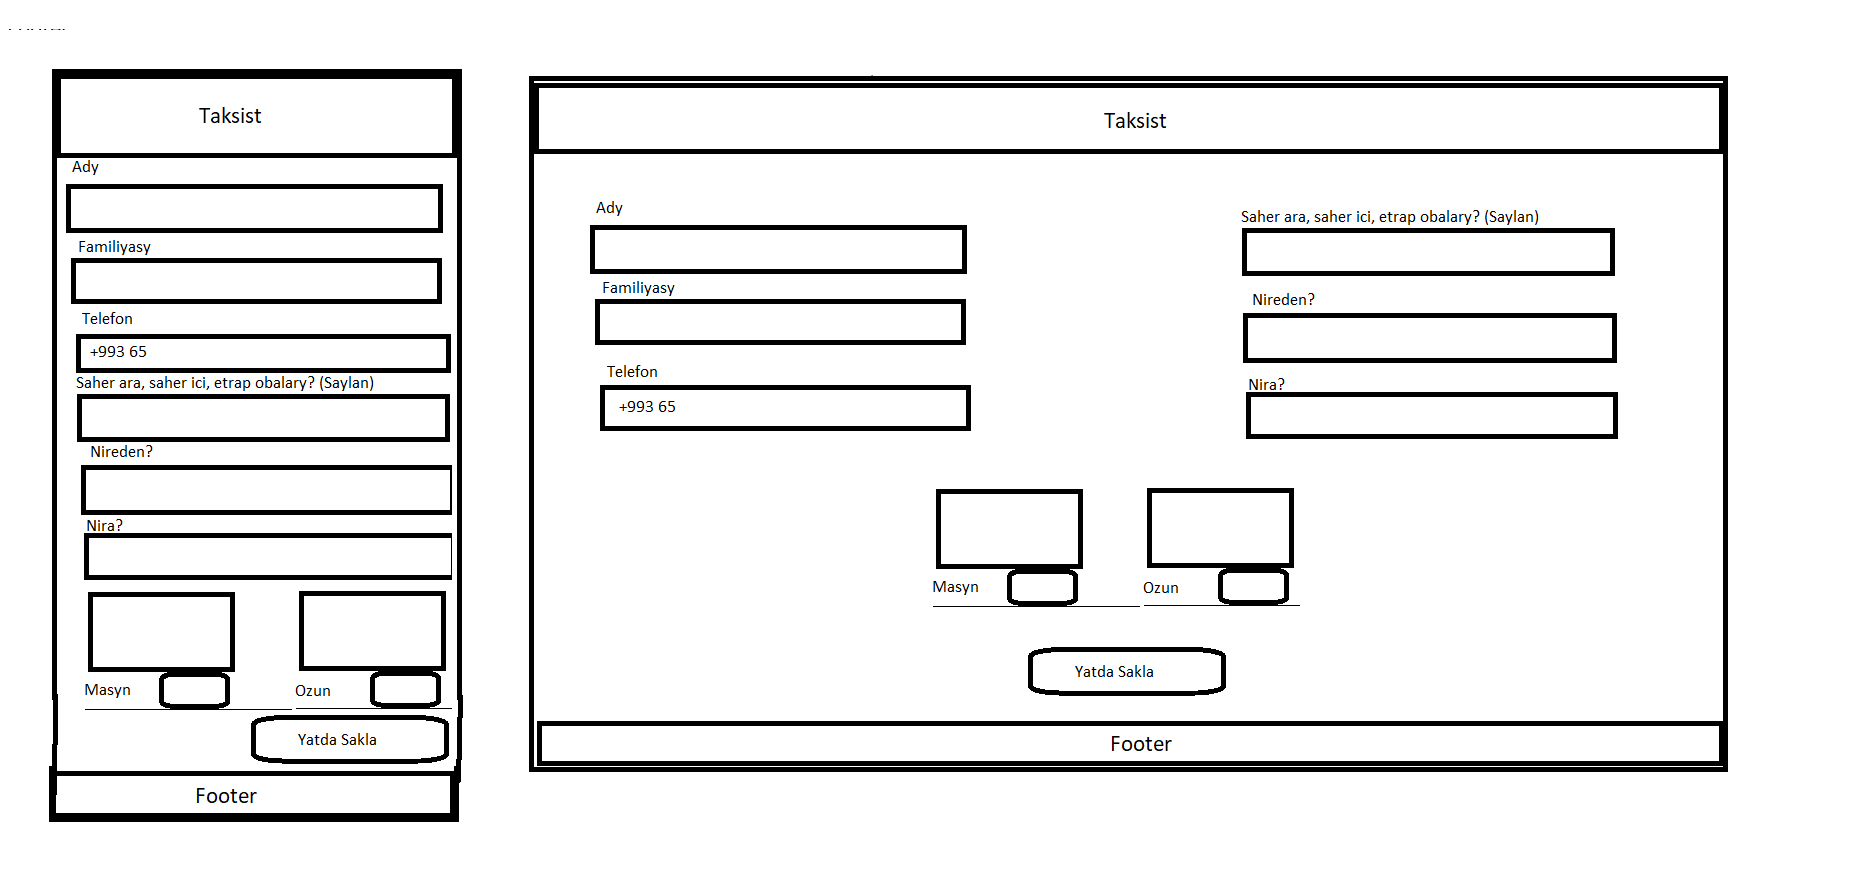 Taksist
Ady
Familiyasy
Telefon
+993 65
Saher ara, saher ici, etrap obalary? (Saylan)
Nireden?
Nira?
Masyn
Ozun
Yatda Sakla
Footer
Taksist
Ady
Familiyasy
Telefon
+993 65
Saher ara, saher ici, etrap obalary? (Saylan)
Nireden?
Nira?
Masyn
Ozun
Yatda Sakla
Footer